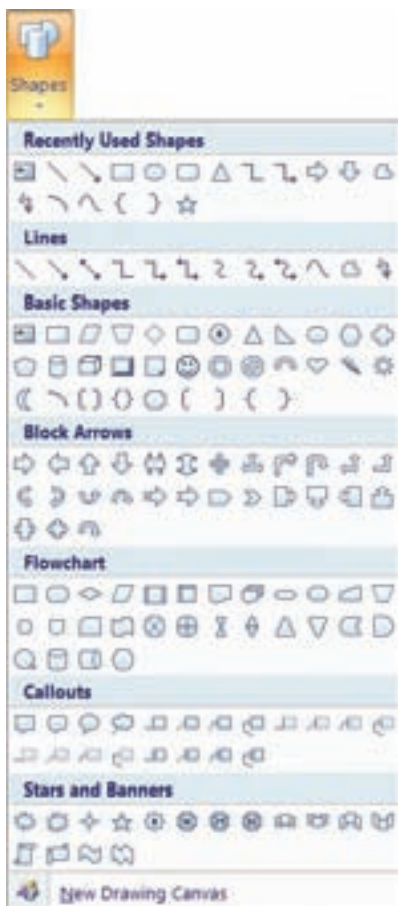 Shapes
Recently Used Shapes
Lines
Basic Shapes
Block Arrows
Flowchart
Callouts
Stars and Banners
New Drawing Canvas